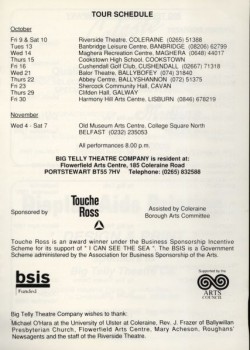 TOUR SCHEDULE
October
Fri 9 & Sat 10 Riverside Theatre, COLERAINE (0265) 51388
Tues 13 Banbridge Leisure Centre, BANBRIDGE (08206) 62799
Wed 14 Maghera Recreation Centre, MAGHERA (0648) 44017
Thurs 15 Cookstown High School, COOKSTOWN
Fri 16 Cushendall Golf Club, CUSHENDALL (02667) 71318
Wed 21 Balor Theatre, BALLYBOFEY (074) 31840
Thurs 22 Abbey Centre, BALLYSHANNON (072) 51375
Fri 23 Shercock Community Hall, CAVAN
Thurs 29 Clifden Hall, GALWAY
Fri 30 Harmony Hill Arts Centre, LISBURN (0846) 678219
November
Wed 4 - Sat 7 Old Museum Arts Centre, College Square North
BELFAST (0232) 235053
All performances 8.00 p.m.
BIG TELLY THEATRE COMPANY is resident at:
Flowerfield Arts Centre, 185 Coleraine Road
PORTSTEWART BT55 7HV Telephone: (0265) 832588
Sponsored by
Touche
Ross
Assisted by Coleraine
Borough Arts Committee
Touche Ross is an award winner under the Business Sponsorship Incentive
Scheme for its support of " I CAN SEE THE SEA ". The BSIS is a Government
Scheme administered by the Association for Business Sponsorship of the Arts.
bsis
Funded
Supported by the
ARTS
COUNCIL
Big Telly Theatre Company wishes to thank:
Michael O'Hara at the University of Ulster at Coleraine, Rev. J. Frazer of Ballywillan
Presbyterian Church, Flowerfield Arts Centre, Mary Acheson, Roughans'
Newsagents and the staff of the Riverside Theatre.